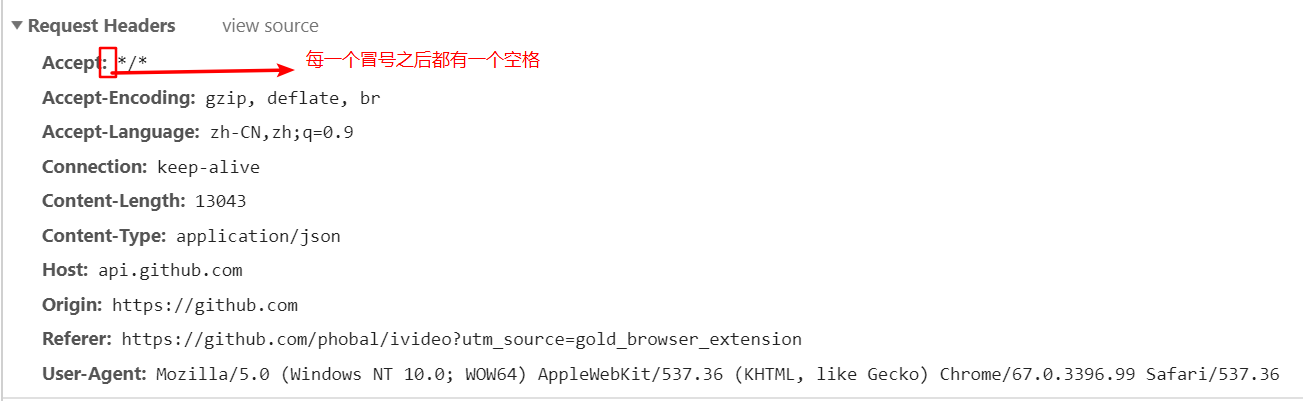 Request Headers view source
Accept: */* 每一个冒号之后都有一个空格
Accept-Encoding: gzip, deflate, br
Accept-Language: zh-CN,zh;q=0.9
Connection: keep-alive
Content-Length: 13043
Content-Type: application/json
Host: api.github.com
Origin: https://github.com
Referer: https://github.com/phobal/ivideo?utm_source=gold_browser_extension
User-Agent: Mozilla/5.0 (Windows NT 10.0; WOW64) AppleWebKit/537.36 (KHTML, like Gecko) Chrome/67.0.3396.99 Safari/537.36